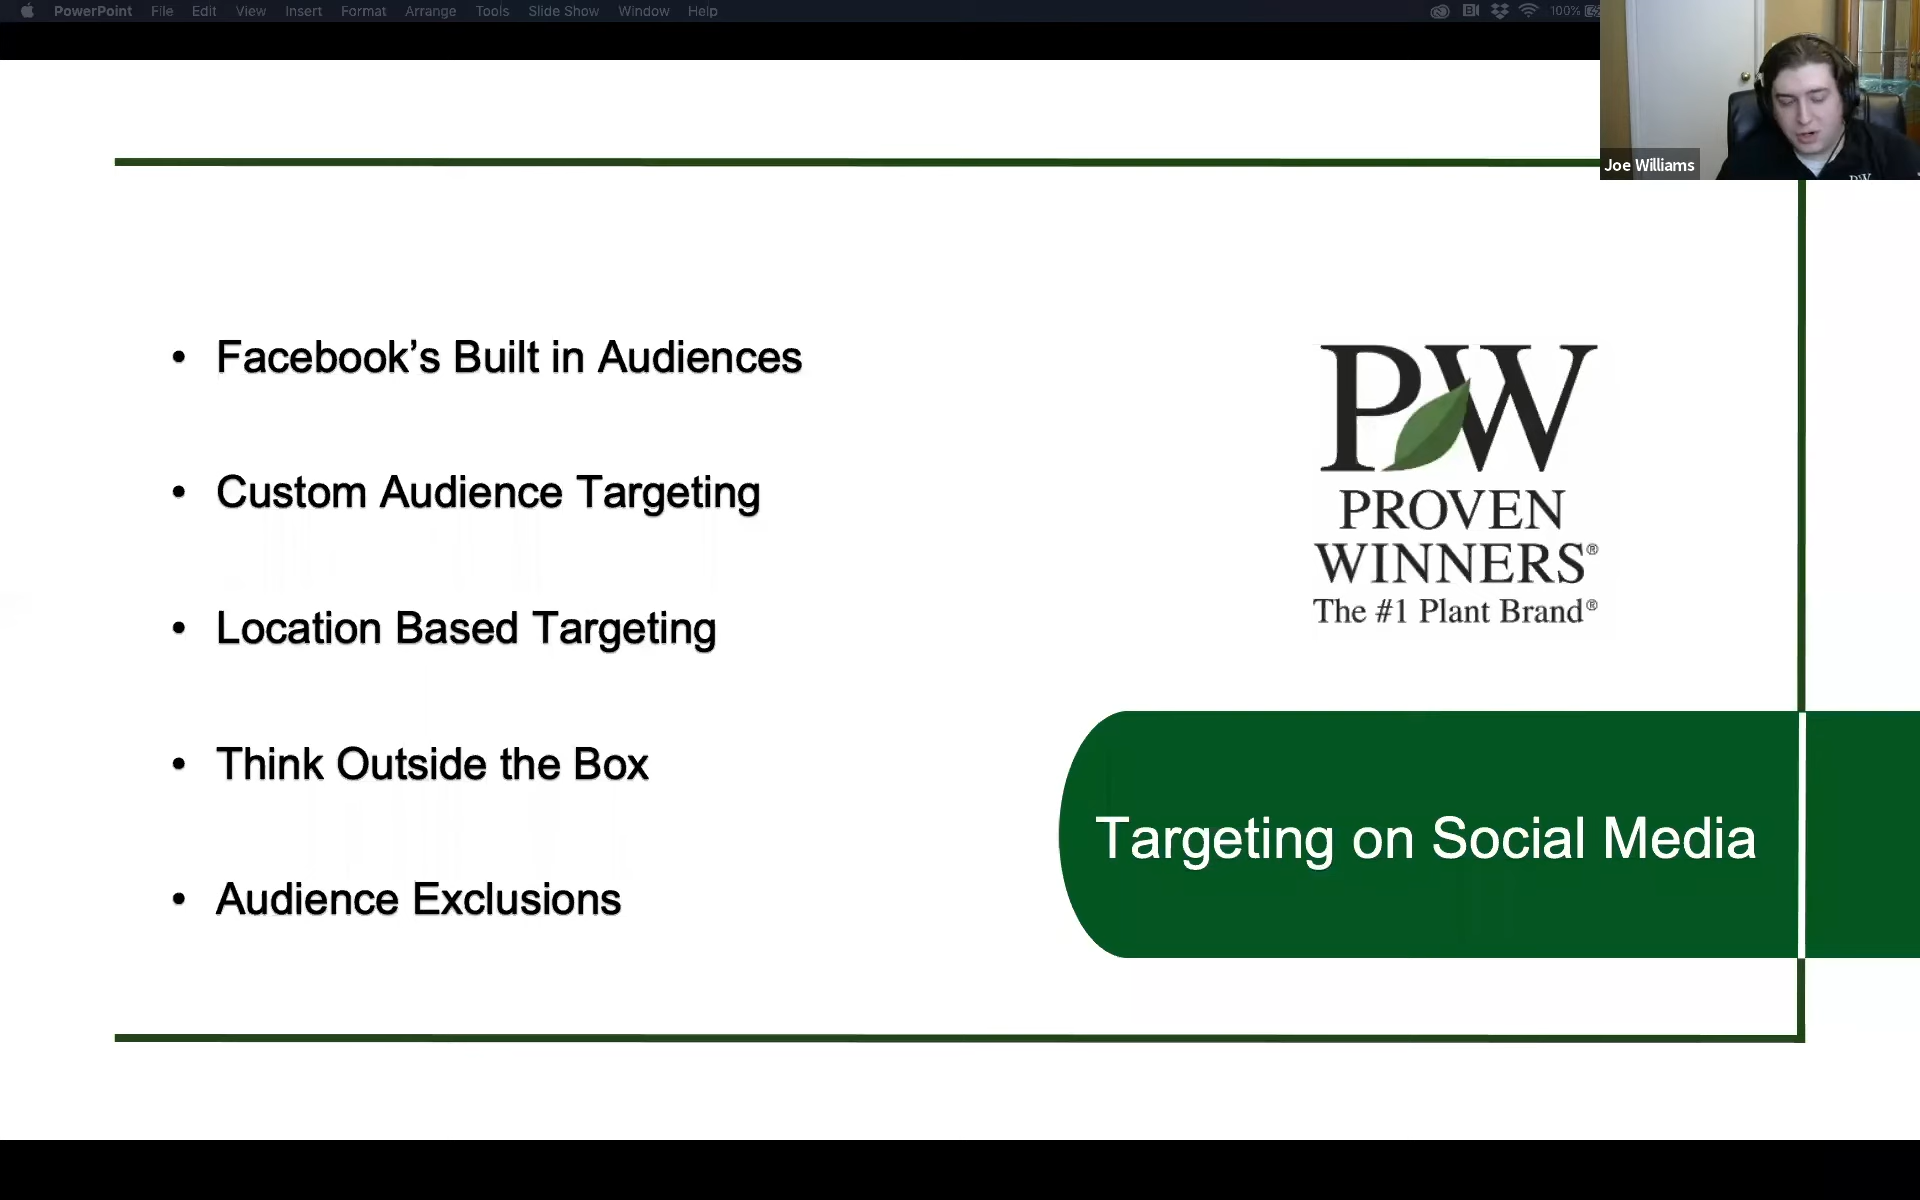 PowerPoint File Edit View Insert Format Arrange Tools Slide Show Window Help
100%
Joe Williams
PW
• Facebook’s Built in Audiences
• Custom Audience Targeting
• Location Based Targeting
• Think Outside the Box
• Audience Exclusions
PW
PROVEN
WINNERS®
The #1 Plant Brand®
Targeting on Social Media